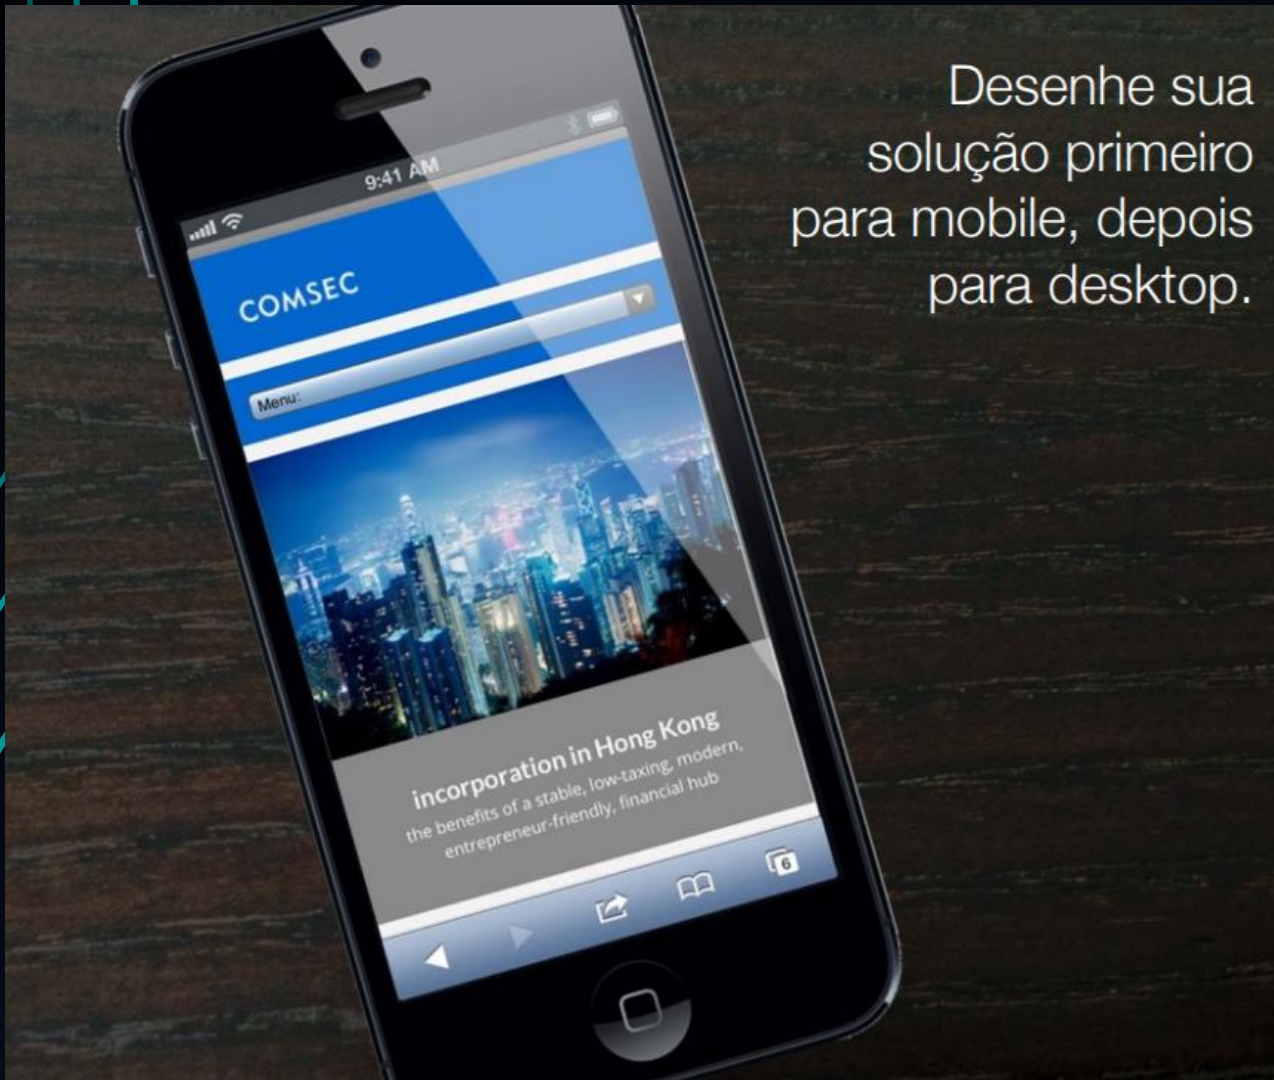 Desenhe sua
solução primeiro
para mobile, depois
para desktop.
9:41 AM
COMSEC
Menu:
incorporation in Hong Kong
the benefits of a stable, low-taxing, modern,
entrepreneur-friendly, financial hub
6